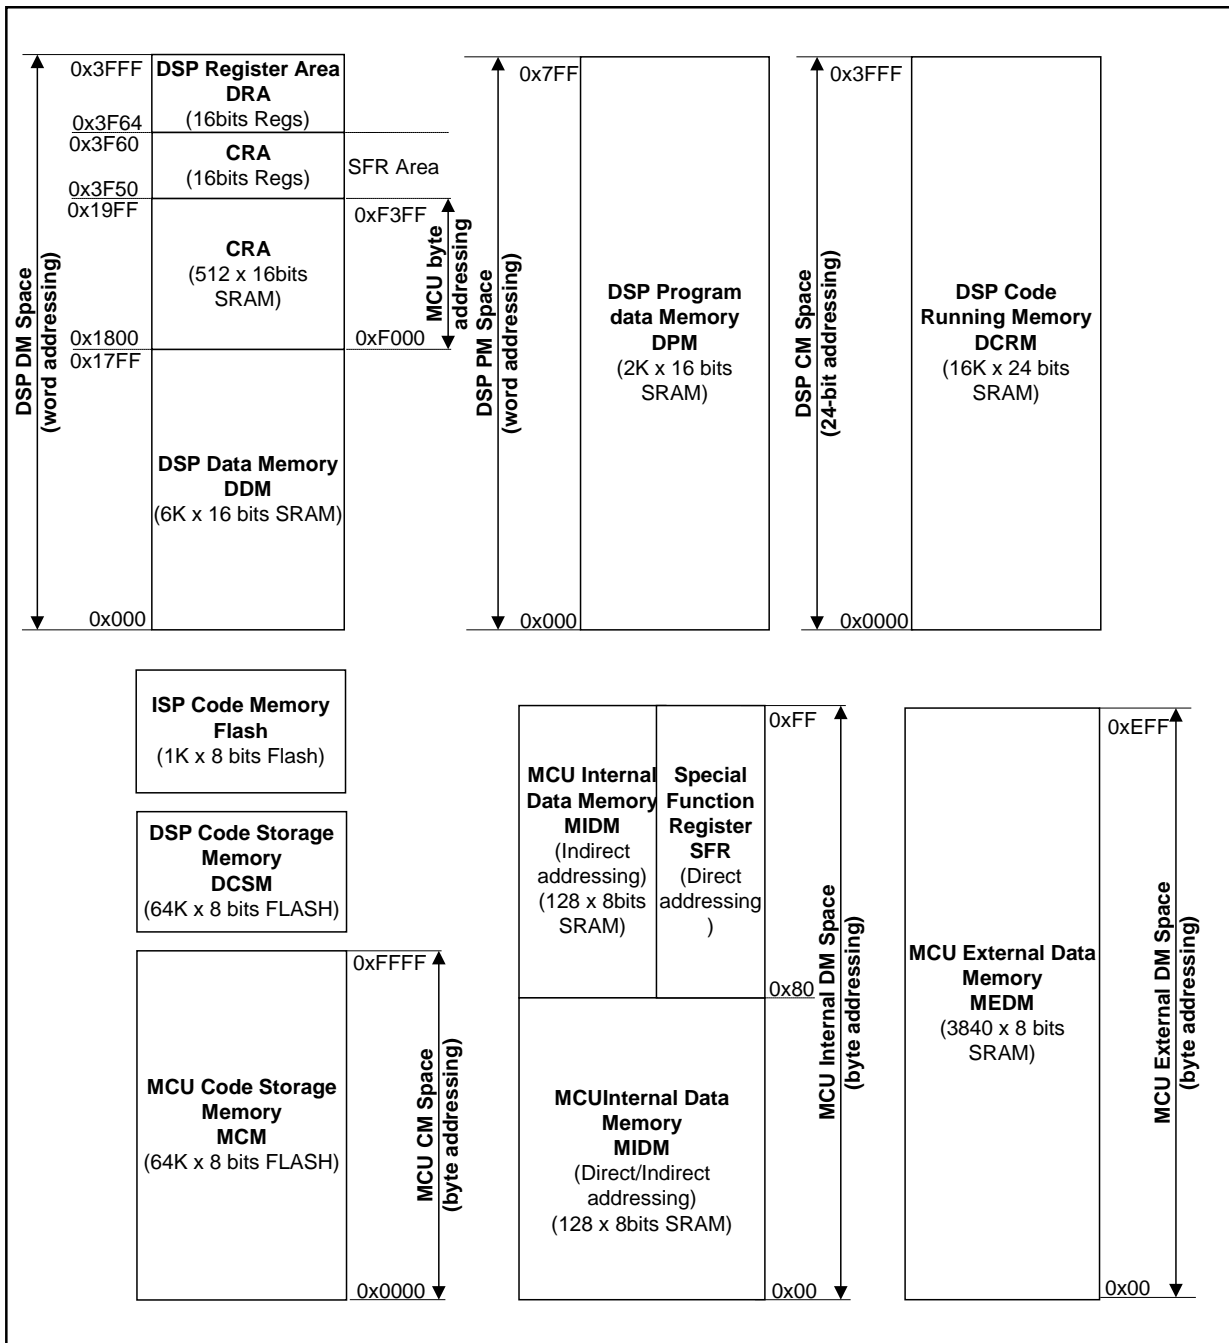 0x3FFF
DSP Register Area
DRA
(16bits Regs)
0x3F64
0x3F60
CRA
(16bits Regs)
SFR Area
0x3F50
0x19FF
0xF3FF
CRA
(512 x 16bits
SRAM)
0x1800
0xF000
MCU byte
addressing
0x17FF
DSP Data Memory
DDM
(6K x 16 bits SRAM)
0x000
DSP DM Space
(word addressing)
0x7FF
DSP Program
data Memory
DPM
(2K x 16 bits
SRAM)
0x000
DSP PM Space
(word addressing)
0x3FFF
DSP Code
Running Memory
DCRM
(16K x 24 bits
SRAM)
0x0000
DSP CM Space
(24-bit addressing)
ISP Code Memory
Flash
(1K x 8 bits Flash)
DSP Code Storage
Memory
DCSM
(64K x 8 bits FLASH)
0xFFFF
MCU Code Storage
Memory
MCM
(64K x 8 bits FLASH)
0x0000
MCU CM Space
(byte addressing)
MCU Internal
Data Memory
MIDM
(Indirect
addressing)
(128 x 8bits
SRAM)
Special
Function
Register
SFR
(Direct
addressing
)
0xFF
0x80
MCUInternal Data
Memory
MIDM
(Direct/Indirect
addressing)
(128 x 8bits SRAM)
0x00
MCU Internal DM Space
(byte addressing)
0xEFF
MCU External Data
Memory
MEDM
(3840 x 8 bits
SRAM)
0x00
MCU External DM Space
(byte addressing)